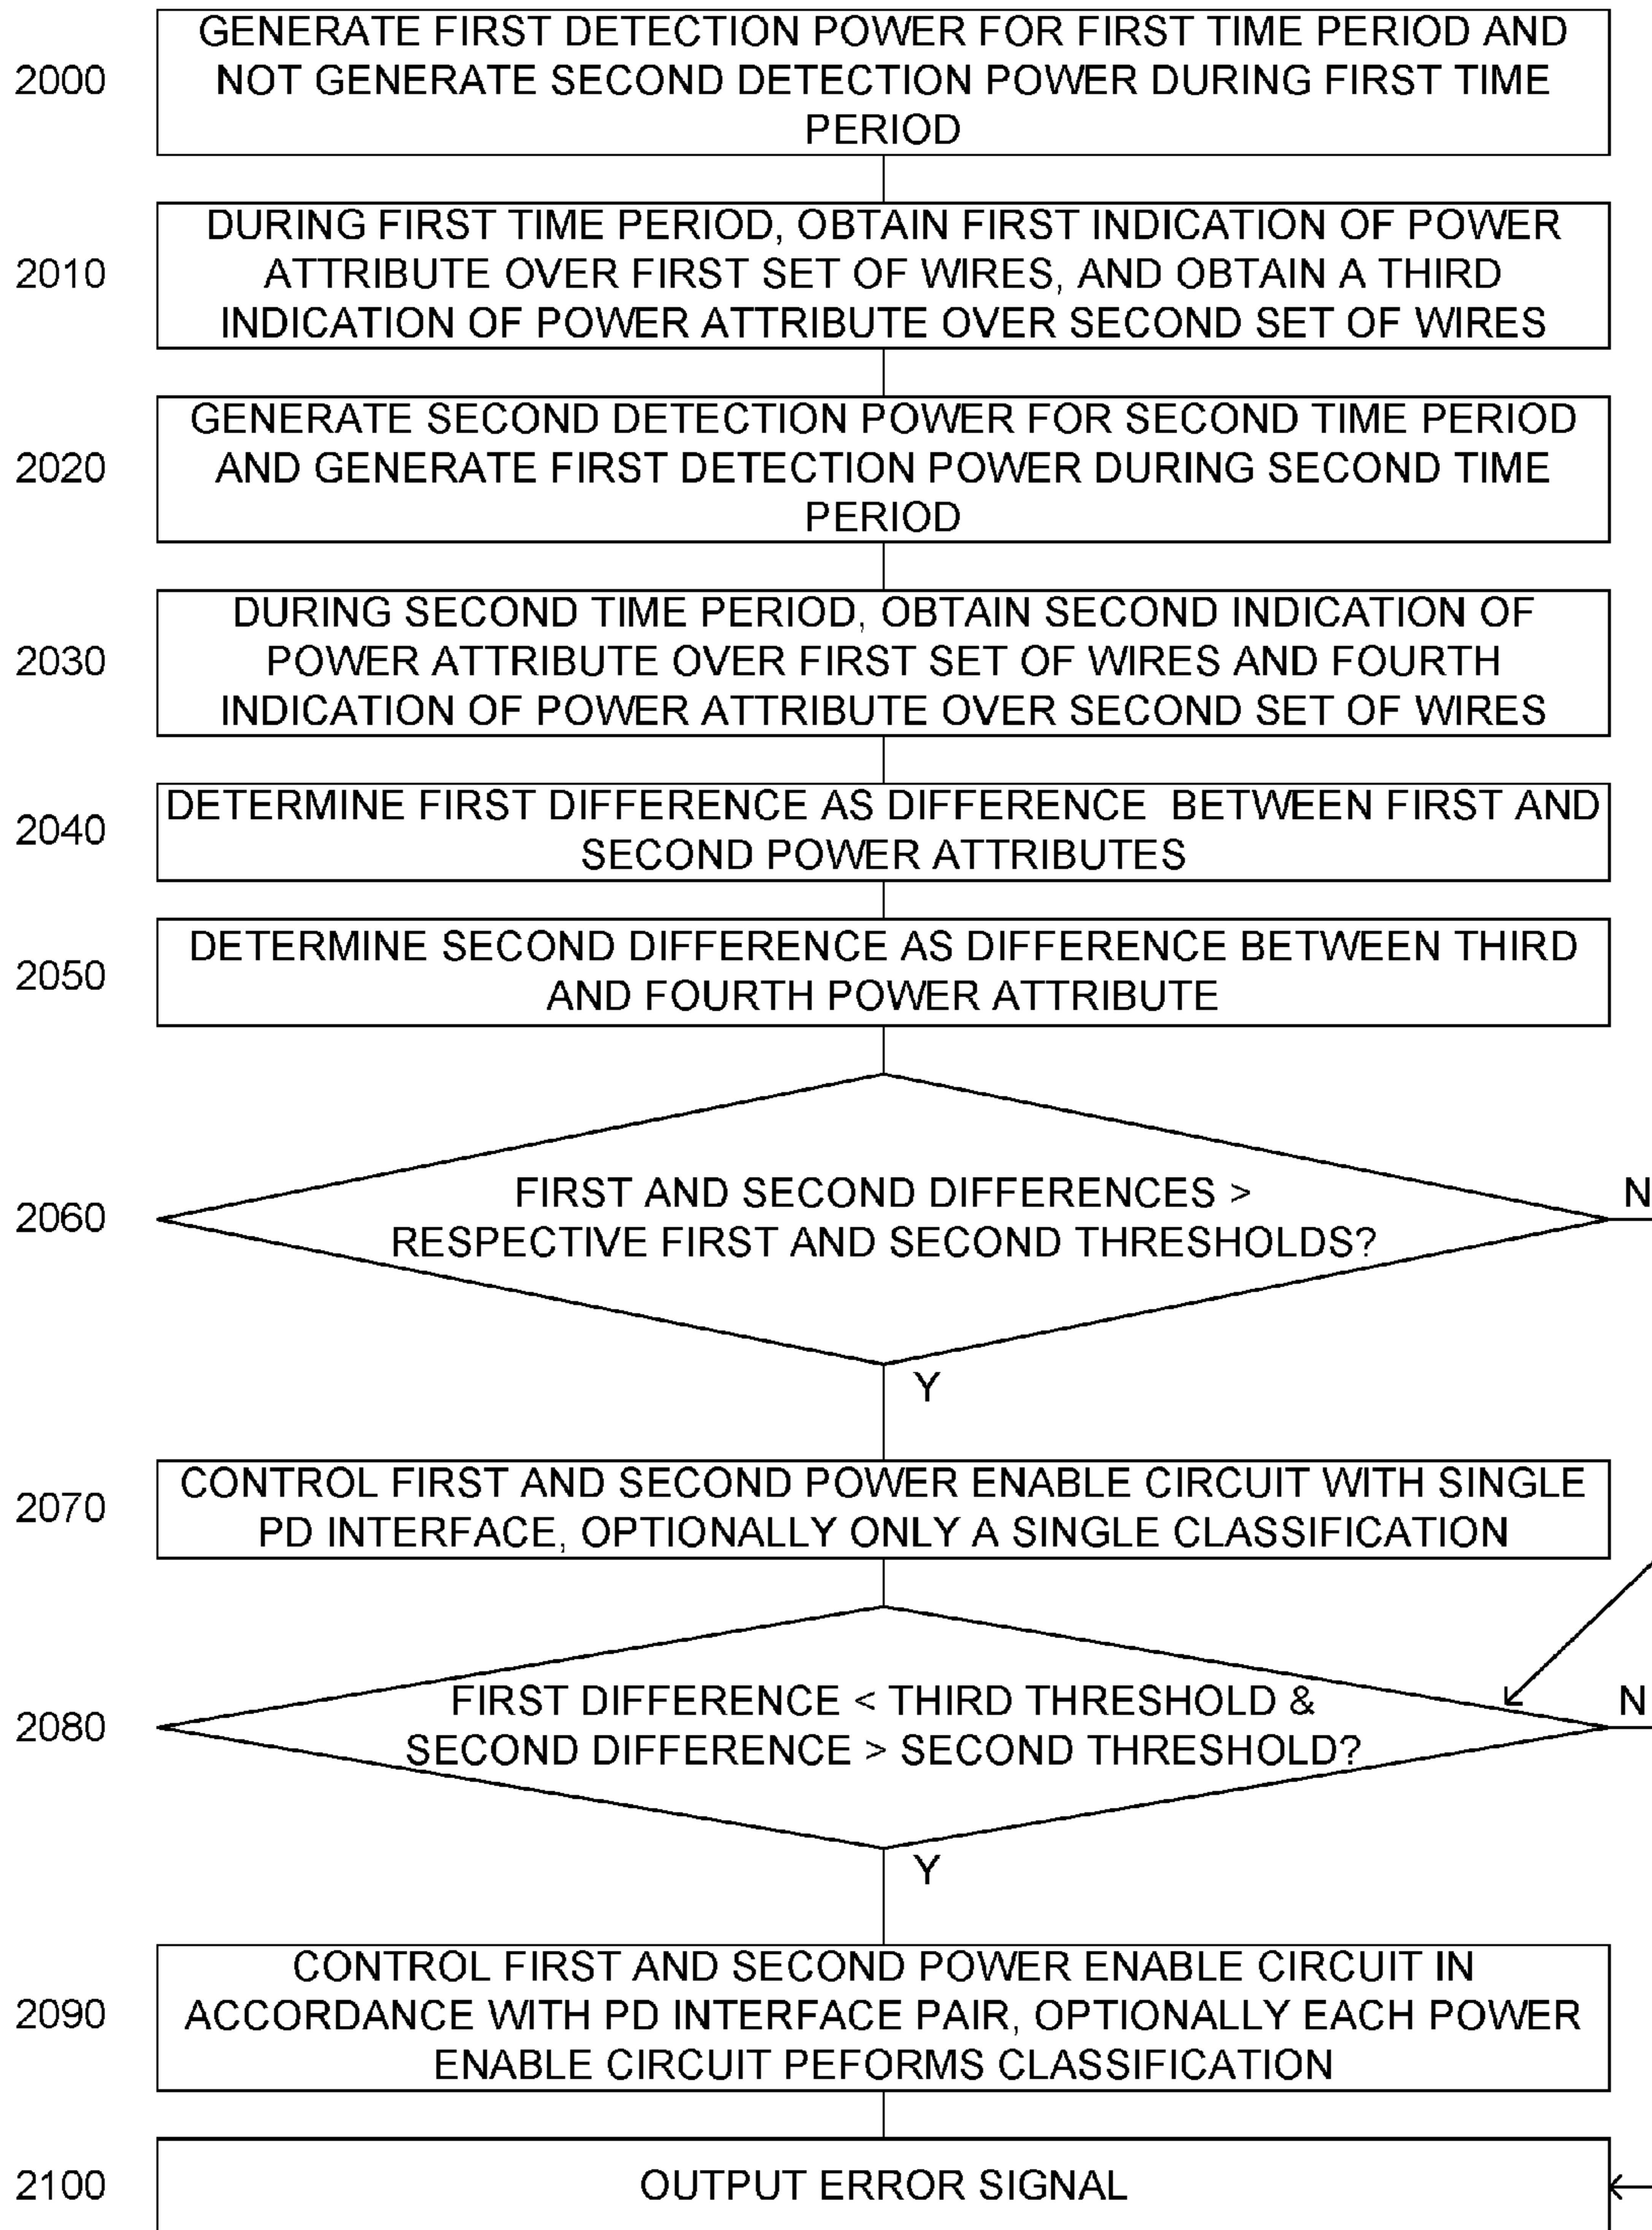 2000
GENERATE FIRST DETECTION POWER FOR FIRST TIME PERIOD AND
NOT GENERATE SECOND DETECTION POWER DURING FIRST TIME
PERIOD
2010
DURING FIRST TIME PERIOD, OBTAIN FIRST INDICATION OF POWER
ATTRIBUTE OVER FIRST SET OF WIRES, AND OBTAIN A THIRD
INDICATION OF POWER ATTRIBUTE OVER SECOND SET OF WIRES
2020
GENERATE SECOND DETECTION POWER FOR SECOND TIME PERIOD
AND GENERATE FIRST DETECTION POWER DURING SECOND TIME
PERIOD
2030
DURING SECOND TIME PERIOD, OBTAIN SECOND INDICATION OF
POWER ATTRIBUTE OVER FIRST SET OF WIRES AND FOURTH
INDICATION OF POWER ATTRIBUTE OVER SECOND SET OF WIRES
2040
DETERMINE FIRST DIFFERENCE AS DIFFERENCE BETWEEN FIRST AND
SECOND POWER ATTRIBUTES
2050
DETERMINE SECOND DIFFERENCE AS DIFFERENCE BETWEEN THIRD
AND FOURTH POWER ATTRIBUTE
2060
FIRST AND SECOND DIFFERENCES >
RESPECTIVE FIRST AND SECOND THRESHOLDS?
N
Y
2070
CONTROL FIRST AND SECOND POWER ENABLE CIRCUIT WITH SINGLE
PD INTERFACE, OPTIONALLY ONLY A SINGLE CLASSIFICATION
2080
FIRST DIFFERENCE < THIRD THRESHOLD &
SECOND DIFFERENCE > SECOND THRESHOLD?
N
Y
2090
CONTROL FIRST AND SECOND POWER ENABLE CIRCUIT IN
ACCORDANCE WITH PD INTERFACE PAIR, OPTIONALLY EACH POWER
ENABLE CIRCUIT PEFORMS CLASSIFICATION
2100
OUTPUT ERROR SIGNAL